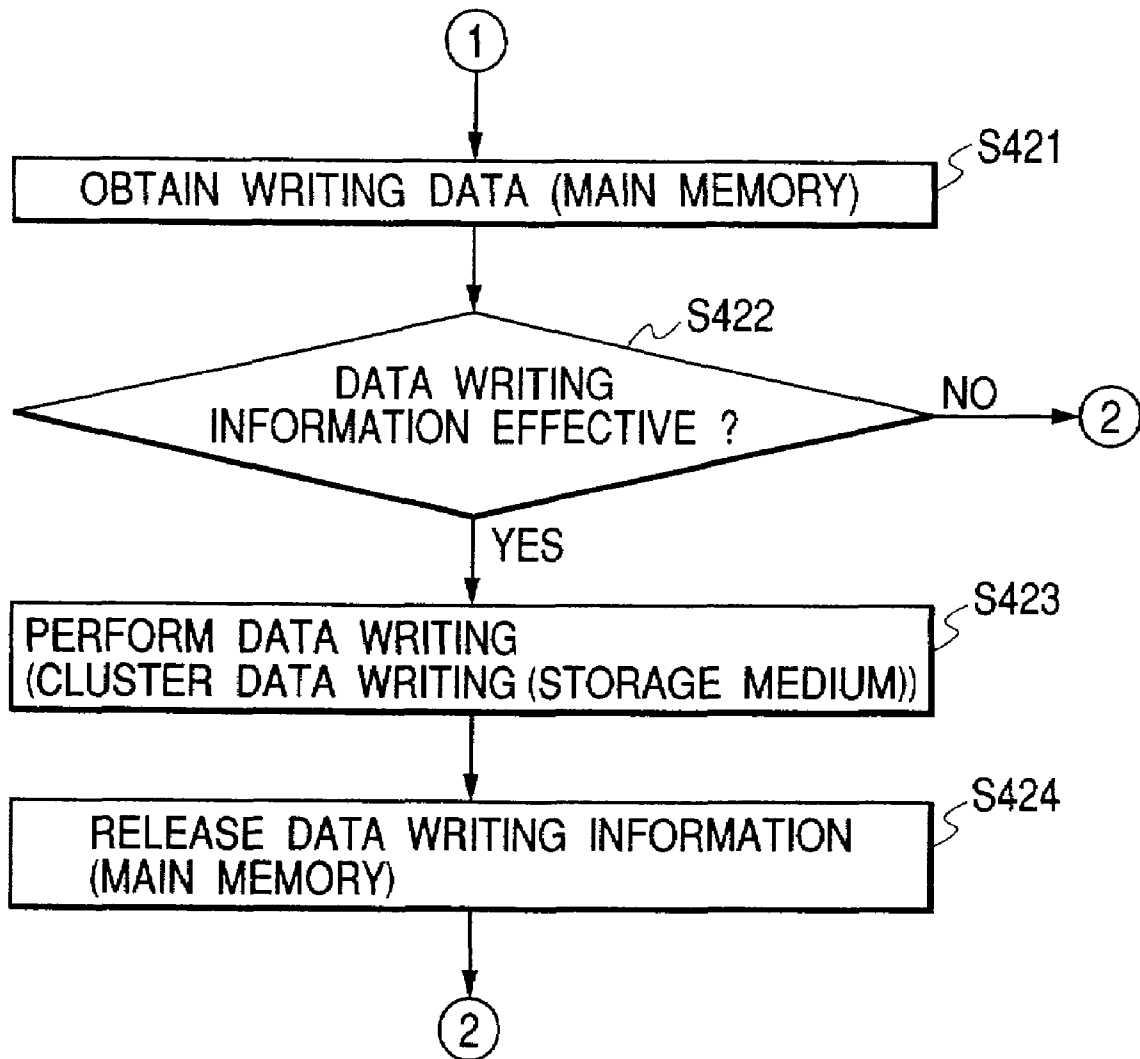 1
S421
OBTAIN WRITING DATA (MAIN MEMORY)
S422
DATA WRITING
INFORMATION EFFECTIVE ?
NO
2
YES
S423
PERFORM DATA WRITING
(CLUSTER DATA WRITING (STORAGE MEDIUM))
S424
RELEASE DATA WRITING INFORMATION
(MAIN MEMORY)
2